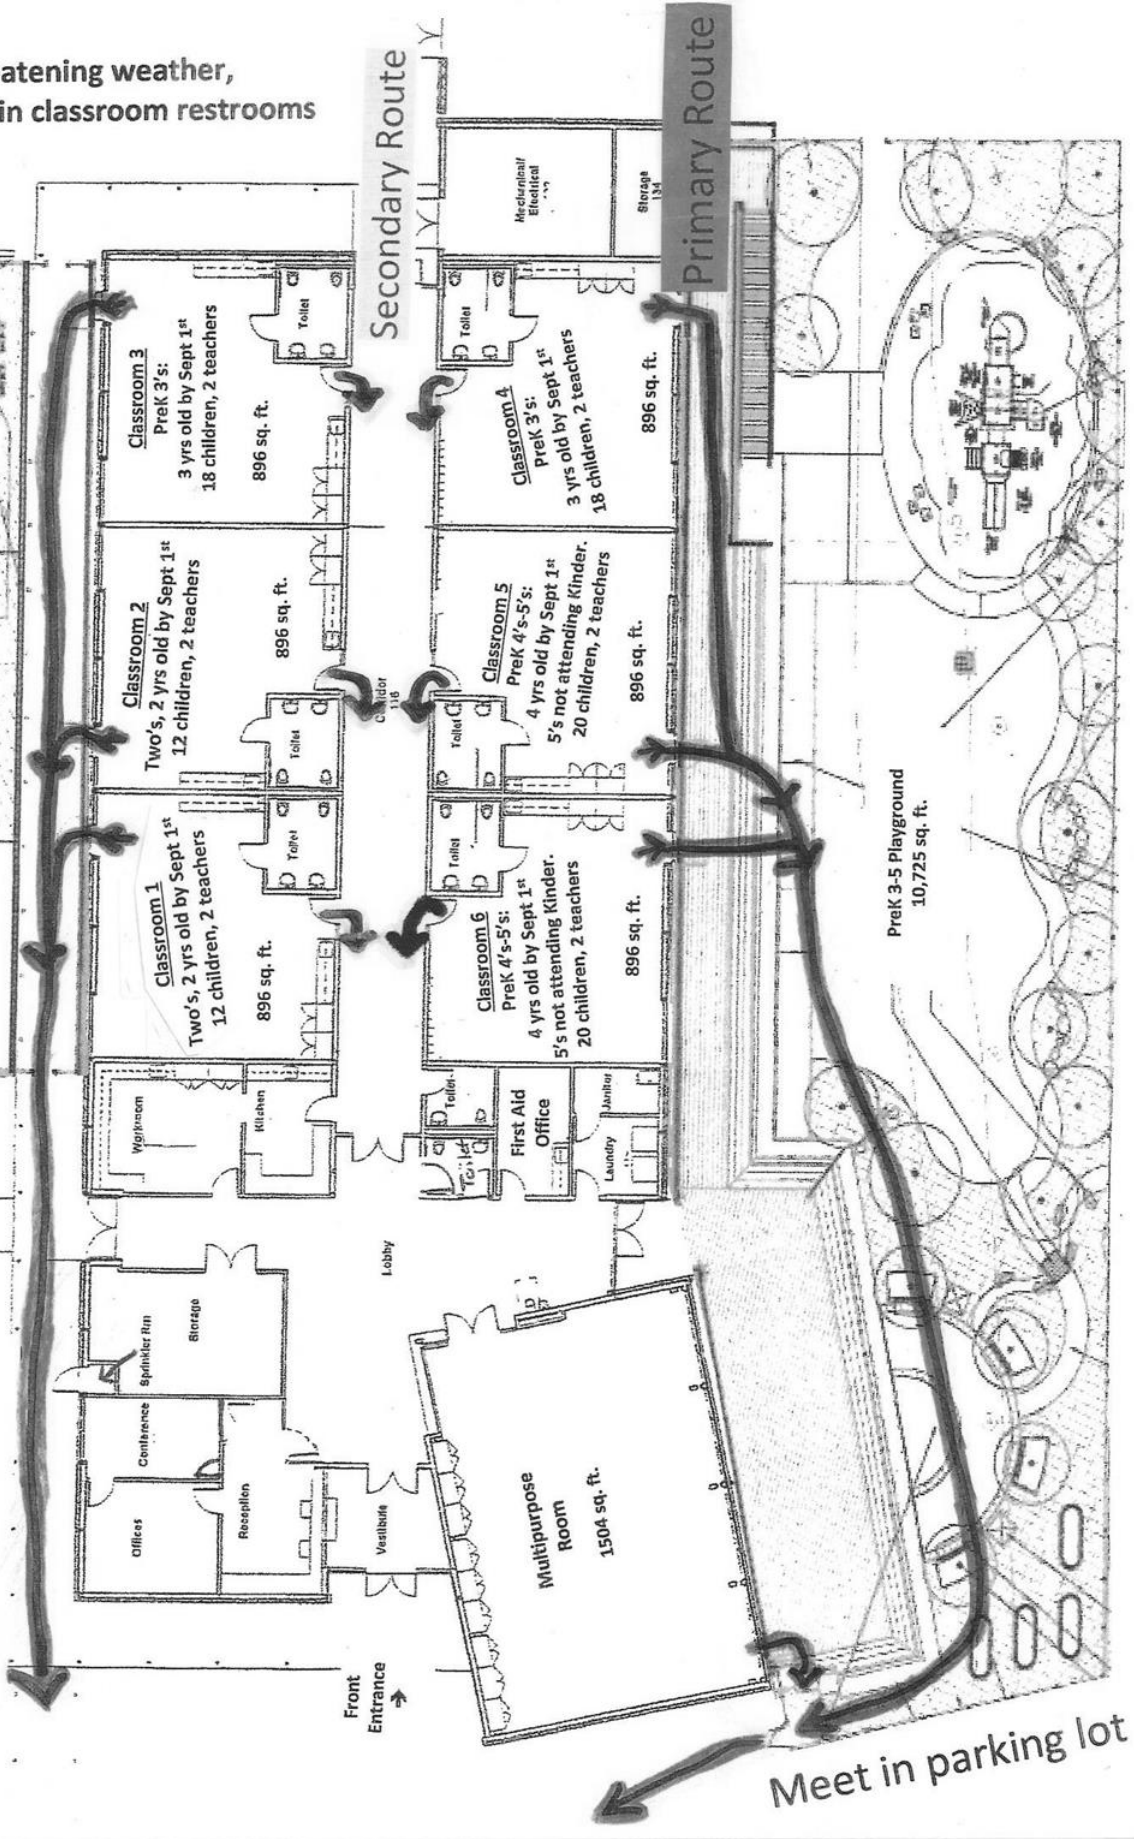 atening weather,
in classroom restrooms
Secondary Route
Primary Route
Mechanical/
Electrical
Storage
134
Classroom 3
PreK 3's:
3 yrs old by Sept 1st
18 children, 2 teachers
896 sq. ft.
Toilet
Toilet
Classroom 4
PreK 3's:
3 yrs old by Sept 1st
18 children, 2 teachers
896 sq. ft.
Classroom 2
Two's, 2 yrs old by Sept 1st
12 children, 2 teachers
896 sq. ft.
Toilet
116
Toilet
Classroom 5
PreK 4's-5's:
4 yrs old by Sept 1st
5's not attending Kinder.
20 children, 2 teachers
896 sq. ft.
Classroom 1
Two's, 2 yrs old by Sept 1st
12 children, 2 teachers
896 sq. ft.
Toilet
Toilet
Classroom 6
PreK 4's-5's:
4 yrs old by Sept 1st
5's not attending Kinder.
20 children, 2 teachers
896 sq. ft.
PreK 3-5 Playground
10,725 sq. ft.
Workroom
Kitchen
Toilet
Toilet
First Aid
Office
Janitor
Laundry
Lobby
Storage
Sprinkler Rm
Conference
Offices
Reception
Vestibule
Multipurpose
Room
1504 sq. ft.
Front
Entrance
Meet in parking lot